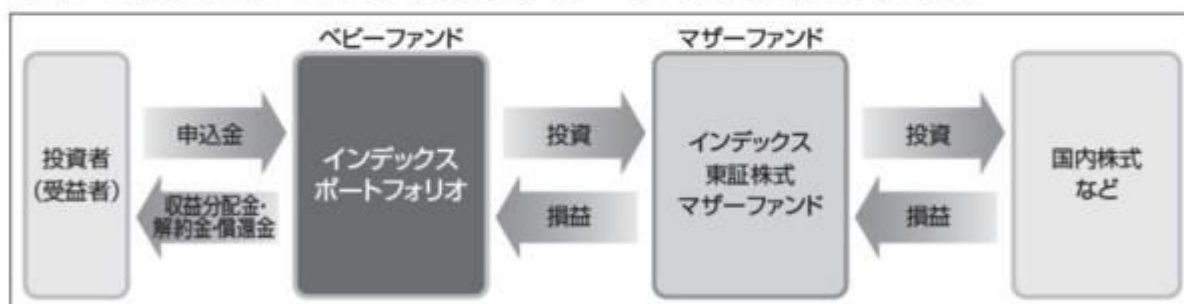 ベビーファンド
マザーファンド
投資者
(受益者)
申込金
収益分配金・
解約金・償還金
インデックス
ポートフォリオ
投資
損益
インデックス
東証株式
マザーファンド
投資
損益
国内株式
など